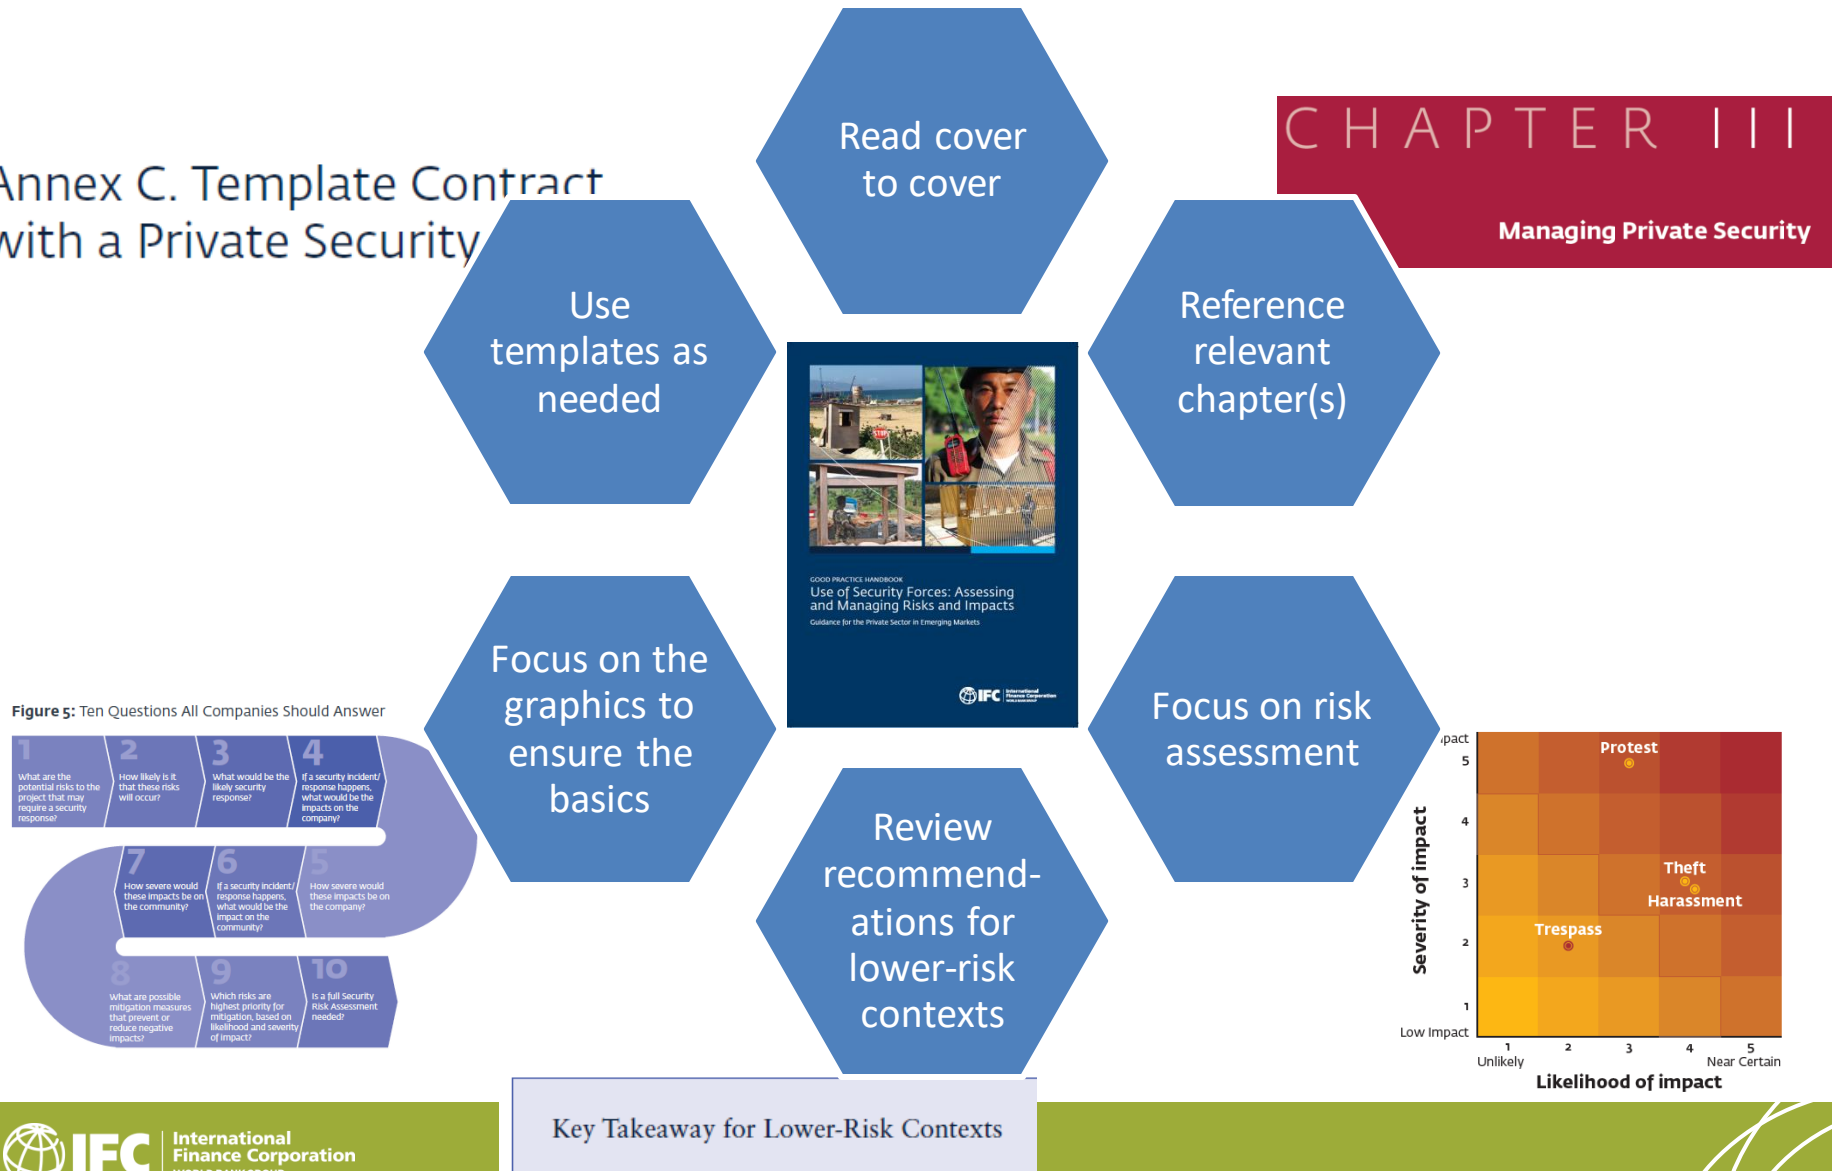 Read cover
to cover
CHAPTER III
Managing Private Security
Annex C. Template Contract
with a Private Security
Use
templates as
needed
Reference
relevant
chapter(s)
STOP
GOOD PRACTICE HANDBOOK
Use of Security Forces: Assessing
and Managing Risks and Impacts
Guidance for the Private Sector in Emerging Markets
IFC
International
Finance Corporation
WORLD BANK GROUP
Focus on the
graphics to
ensure the
basics
Focus on risk
assessment
Review
recommend-
ations for
lower-risk
contexts
Figure 5: Ten Questions All Companies Should Answer
1
What are the
potential risks to the
project that may
require a security
response?
2
How likely is it
that these risks
will occur?
3
What would be the
likely security
response?
4
If a security incident/
response happens,
what would be the
impacts on the
company?
5
How severe would
these impacts be on
the company?
6
If a security incident/
response happens,
what would be the
impact on the
community?
7
How severe would
these impacts be on
the community?
8
What are possible
mitigation measures
that prevent or
reduce negative
impacts?
9
Which risks are
highest priority for
mitigation, based on
likelihood and severity
of impact?
10
Is a full Security
Risk Assessment
needed?
pact
5
4
3
2
1
Low Impact
Severity of impact
Protest
Theft
Harassment
Trespass
1 2 3 4 5
Unlikely Near Certain
Likelihood of impact
Key Takeaway for Lower-Risk Contexts
IFC
International
Finance Corporation
WORLD BANK GROUP